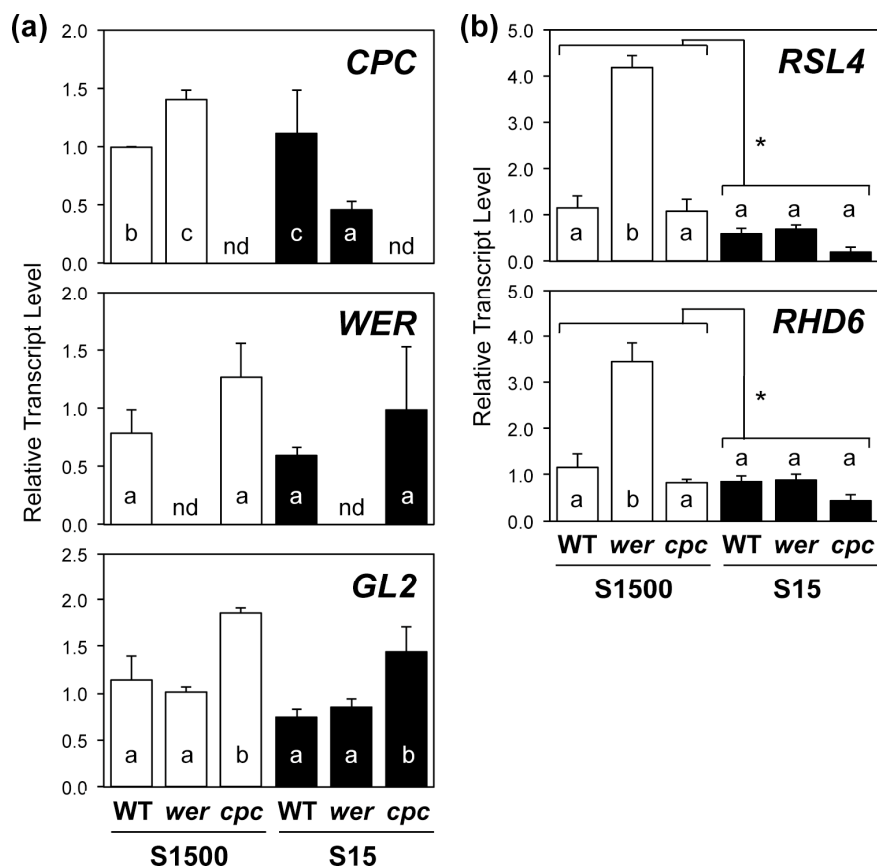 (a)
Relative Transcript Level
2.0
1.5
1.0
0.5
0.0
CPC
b
c
nd
c
a
nd
2.0
1.5
1.0
0.5
0.0
WER
a
nd
a
a
nd
a
2.5
2.0
1.5
1.0
0.5
0.0
GL2
a
a
b
a
a
b
WT wer cpc WT wer cpc
S1500 S15
(b)
Relative Transcript Level
5.0
4.0
3.0
2.0
1.0
0.0
RSL4
*
a
b
a
a
a
a
5.0
4.0
3.0
2.0
1.0
0.0
RHD6
*
a
b
a
a
a
a
WT wer cpc WT wer cpc
S1500 S15